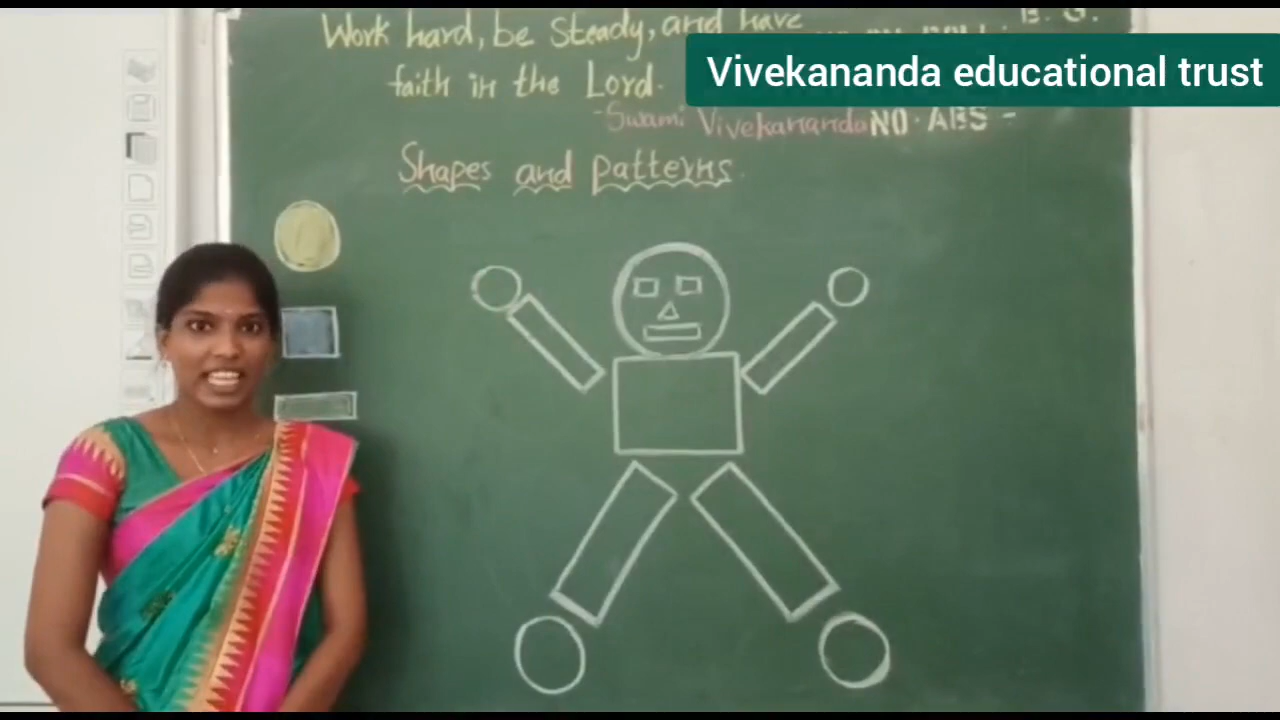 Work hard, be Steady, and have
faith in the Lord.
- Swami Vivekananda
Shapes and patterns.
B. G.
NO. ABS -
Vivekananda educational trust